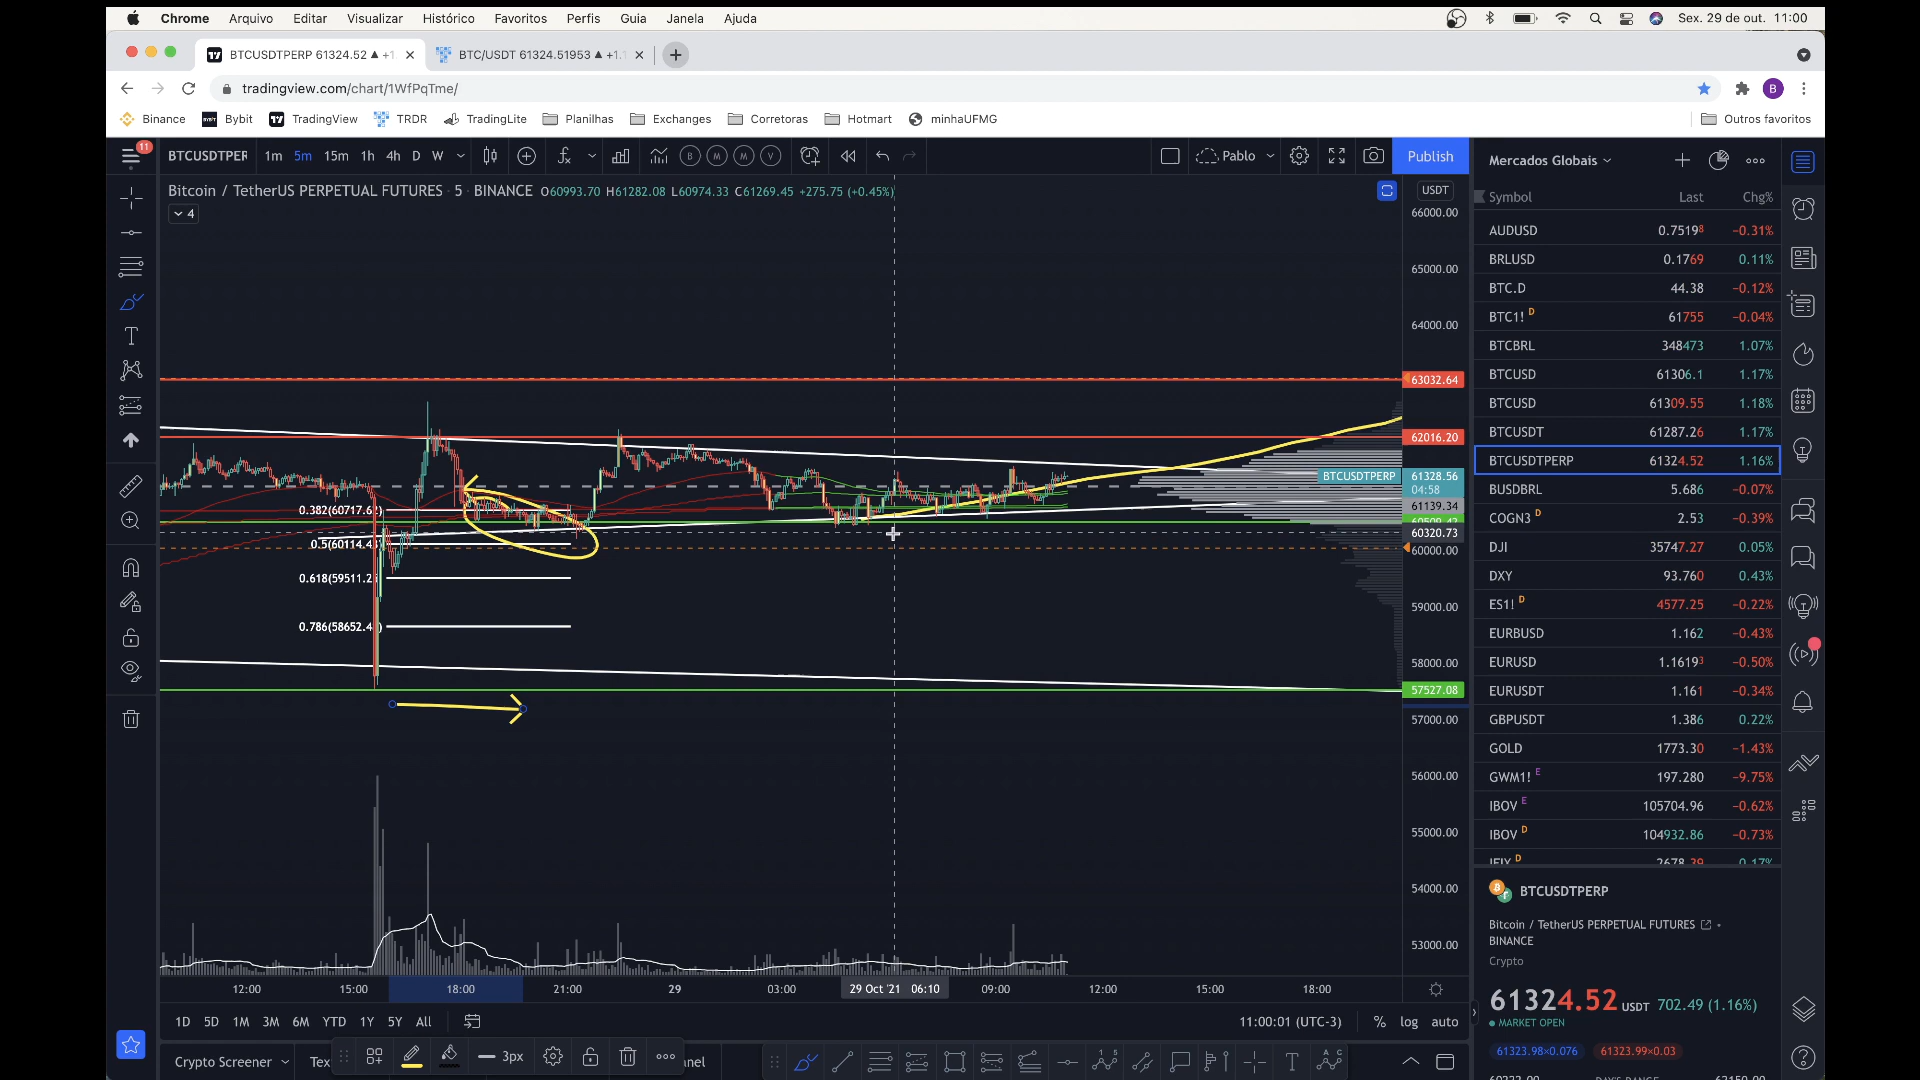 Chrome Arquivo Editar Visualizar Histórico Favoritos Perfis Guia Janela Ajuda Sex. 29 de out. 11:00
BTCUSDTPERP 61324.52 ▲ +1. BTC/USDT 61324.51953 ▲ +1.
tradingview.com/chart/1WfPqTme/ B
Binance Bybit TradingView TRDR TradingLite Planilhas Exchanges Corretoras Hotmart minhaUFMG Outros favoritos
11 BTCUSDTPER 1m 5m 15m 1h 4h D W B M M V Pablo Publish
Mercados Globais
Bitcoin / TetherUS PERPETUAL FUTURES · 5 · BINANCE O60993.70 H61282.08 L60974.33 C61269.45 +275.75 (+0.45%)
4
USDT
66000.00
65000.00
64000.00
63032.64
62016.20
BTCUSDTPERP 61328.56
04:58
61139.34
60320.73
60000.00
59000.00
58000.00
57527.08
57000.00
56000.00
55000.00
54000.00
53000.00
0.382(60717.62)
0.5(60114.4
0.618(59511.2
0.786(58652.4
12:00 15:00 18:00 21:00 29 03:00 29 Oct '21 06:10 09:00 12:00 15:00 18:00
1D 5D 1M 3M 6M YTD 1Y 5Y All 11:00:01 (UTC-3) % log auto
Crypto Screener Tex 3px nel
Symbol Last Chg%
AUDUSD 0.75198 −0.31%
BRLUSD 0.1769 0.11%
BTC.D 44.38 −0.12%
BTC1! D 61755 −0.04%
BTCBRL 348473 1.07%
BTCUSD 61306.1 1.17%
BTCUSD 61309.55 1.18%
BTCUSDT 61287.26 1.17%
BTCUSDTPERP 61324.52 1.16%
BUSDBRL 5.686 −0.07%
COGN3 D 2.53 −0.39%
DJI 35747.27 0.05%
DXY 93.760 0.43%
ES1! D 4577.25 −0.22%
EURBUSD 1.162 −0.43%
EURUSD 1.16193 −0.50%
EURUSDT 1.161 −0.34%
GBPUSDT 1.386 0.22%
GOLD 1773.30 −1.43%
GWM1! E 197.280 −9.75%
IBOV E 105704.96 −0.62%
IBOV D 104932.86 −0.73%
IFIX D 2678.39 0.17%
BTCUSDTPERP
Bitcoin / TetherUS PERPETUAL FUTURES
BINANCE
Crypto
61324.52 USDT 702.49 (1.16%)
MARKET OPEN
61323.98×0.076 61323.99×0.03